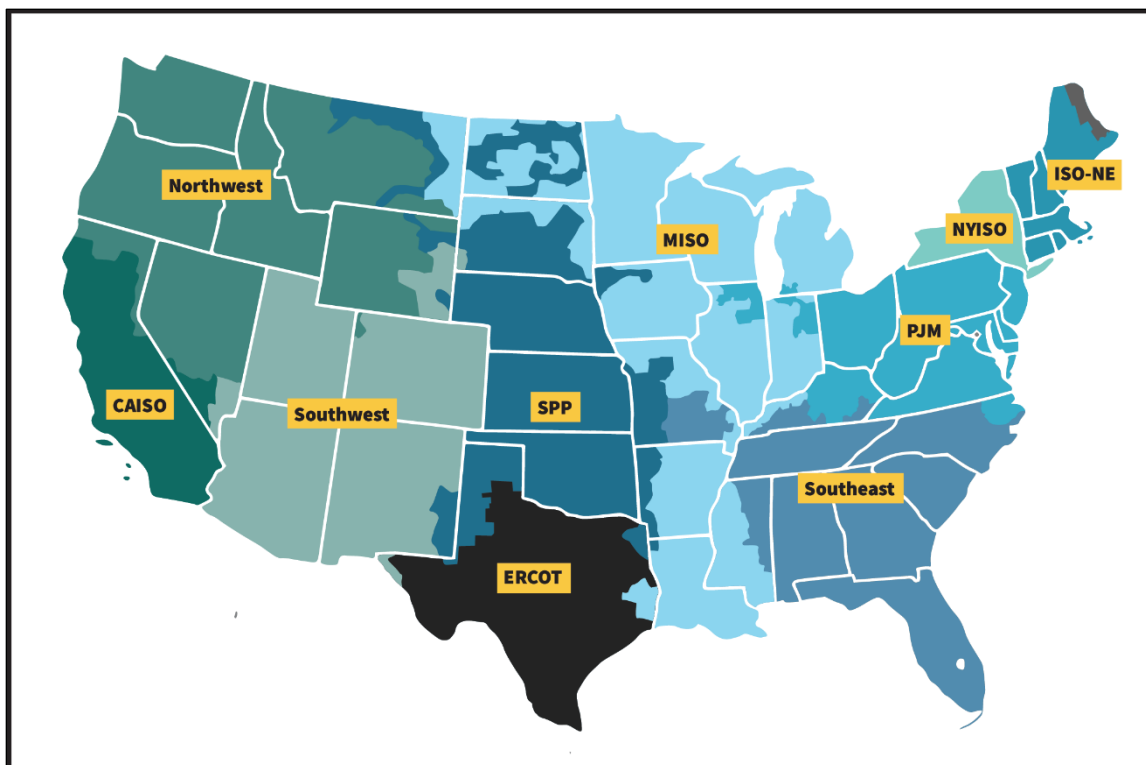 Northwest
MISO
ISO-NE
NYISO
PJM
CAISO
Southwest
SPP
Southeast
ERCOT